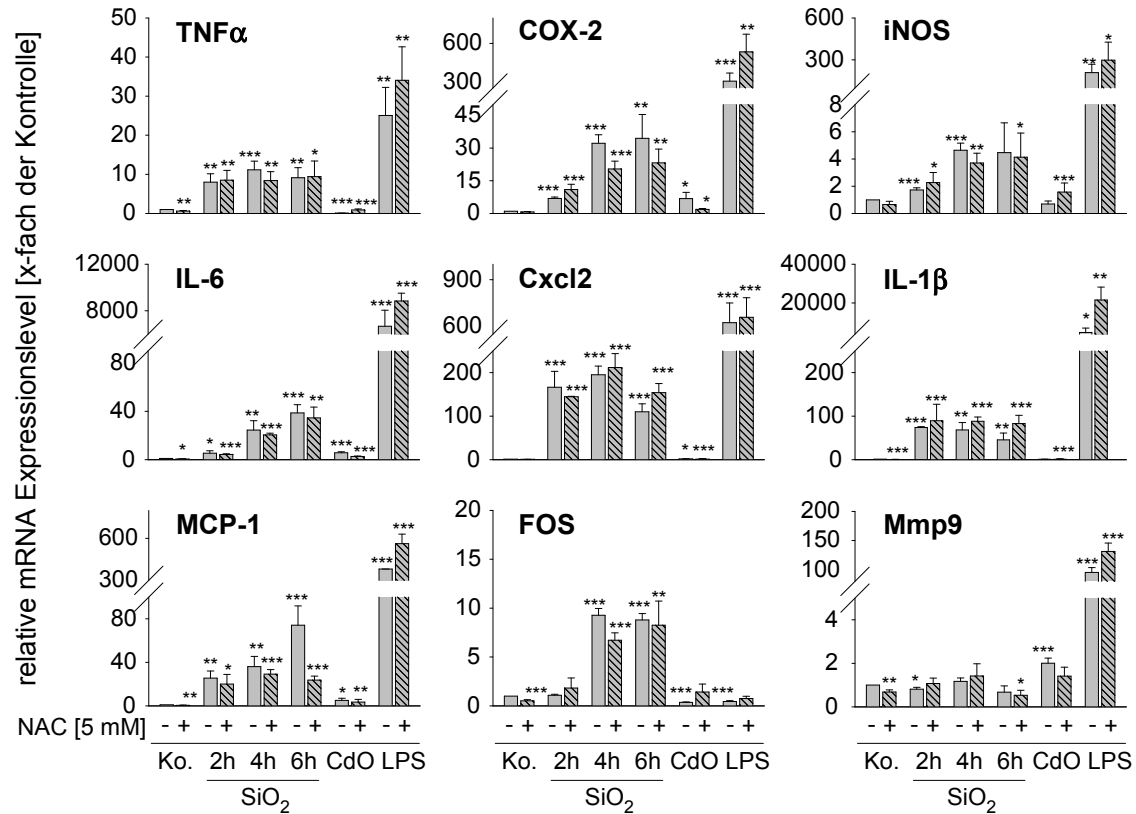 relative mRNA Expressionslevel [x-fach der Kontrolle]
TNFα
50
40
30
20
10
0
** ** ** *** ** ** * *** *** ** **
COX-2
600
300
45
30
15
0
*** ** *** *** ** ** * * *** **
iNOS
600
300
8
6
4
2
0
*** * *** ** * *** ** *
IL-6
12000
8000
80
40
0
* * *** ** *** *** ** *** *** *** ***
Cxcl2
900
600
200
100
0
*** *** *** *** *** *** * *** *** ***
IL-1β
40000
20000
200
100
0
*** *** *** ** *** ** *** *** * **
MCP-1
600
300
80
40
0
** ** * ** *** *** *** * ** *** ***
FOS
20
15
10
5
0
*** *** *** *** ** *** ***
Mmp9
200
150
100
4
2
0
** * * *** *** ***
NAC [5 mM] - + - + - + - + - + - + - + - + - + - + - + - + - + - + - + - + - + - +
Ko. 2h 4h 6h CdO LPS Ko. 2h 4h 6h CdO LPS Ko. 2h 4h 6h CdO LPS
SiO2 SiO2 SiO2